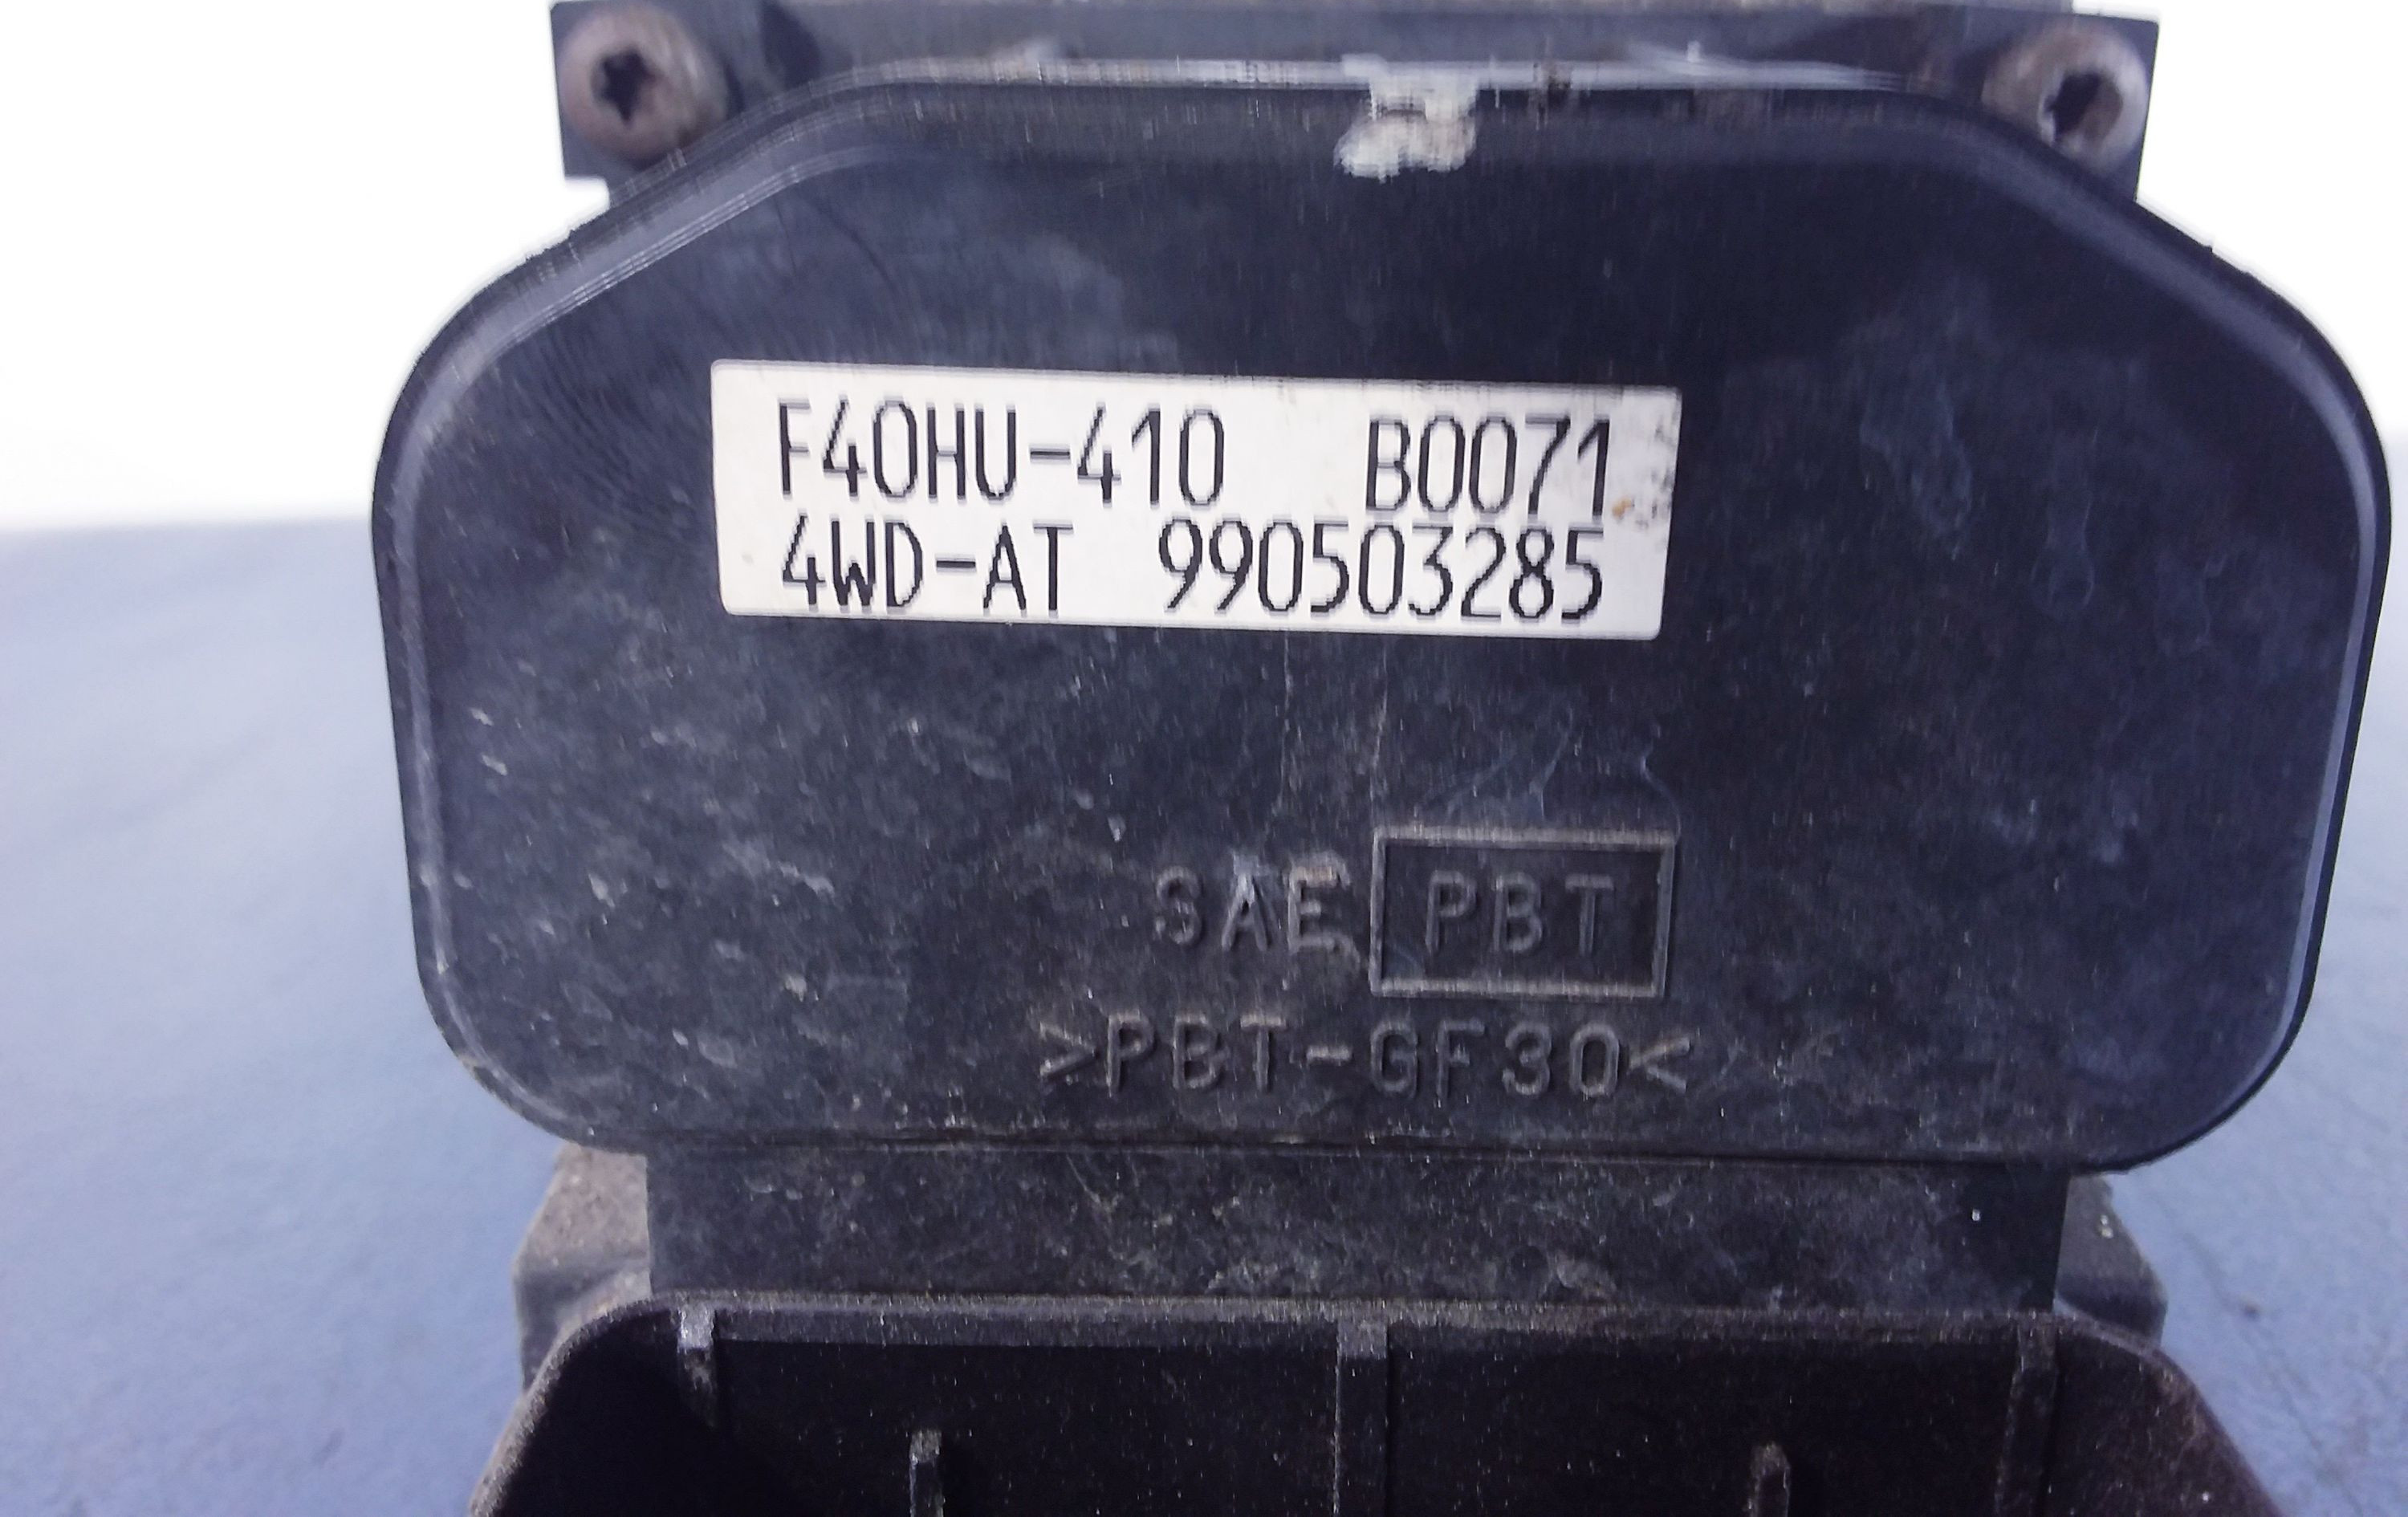 F40HU-410 B0071
4WD-AT 990503285
SAE PBT
>PBT-GF30<